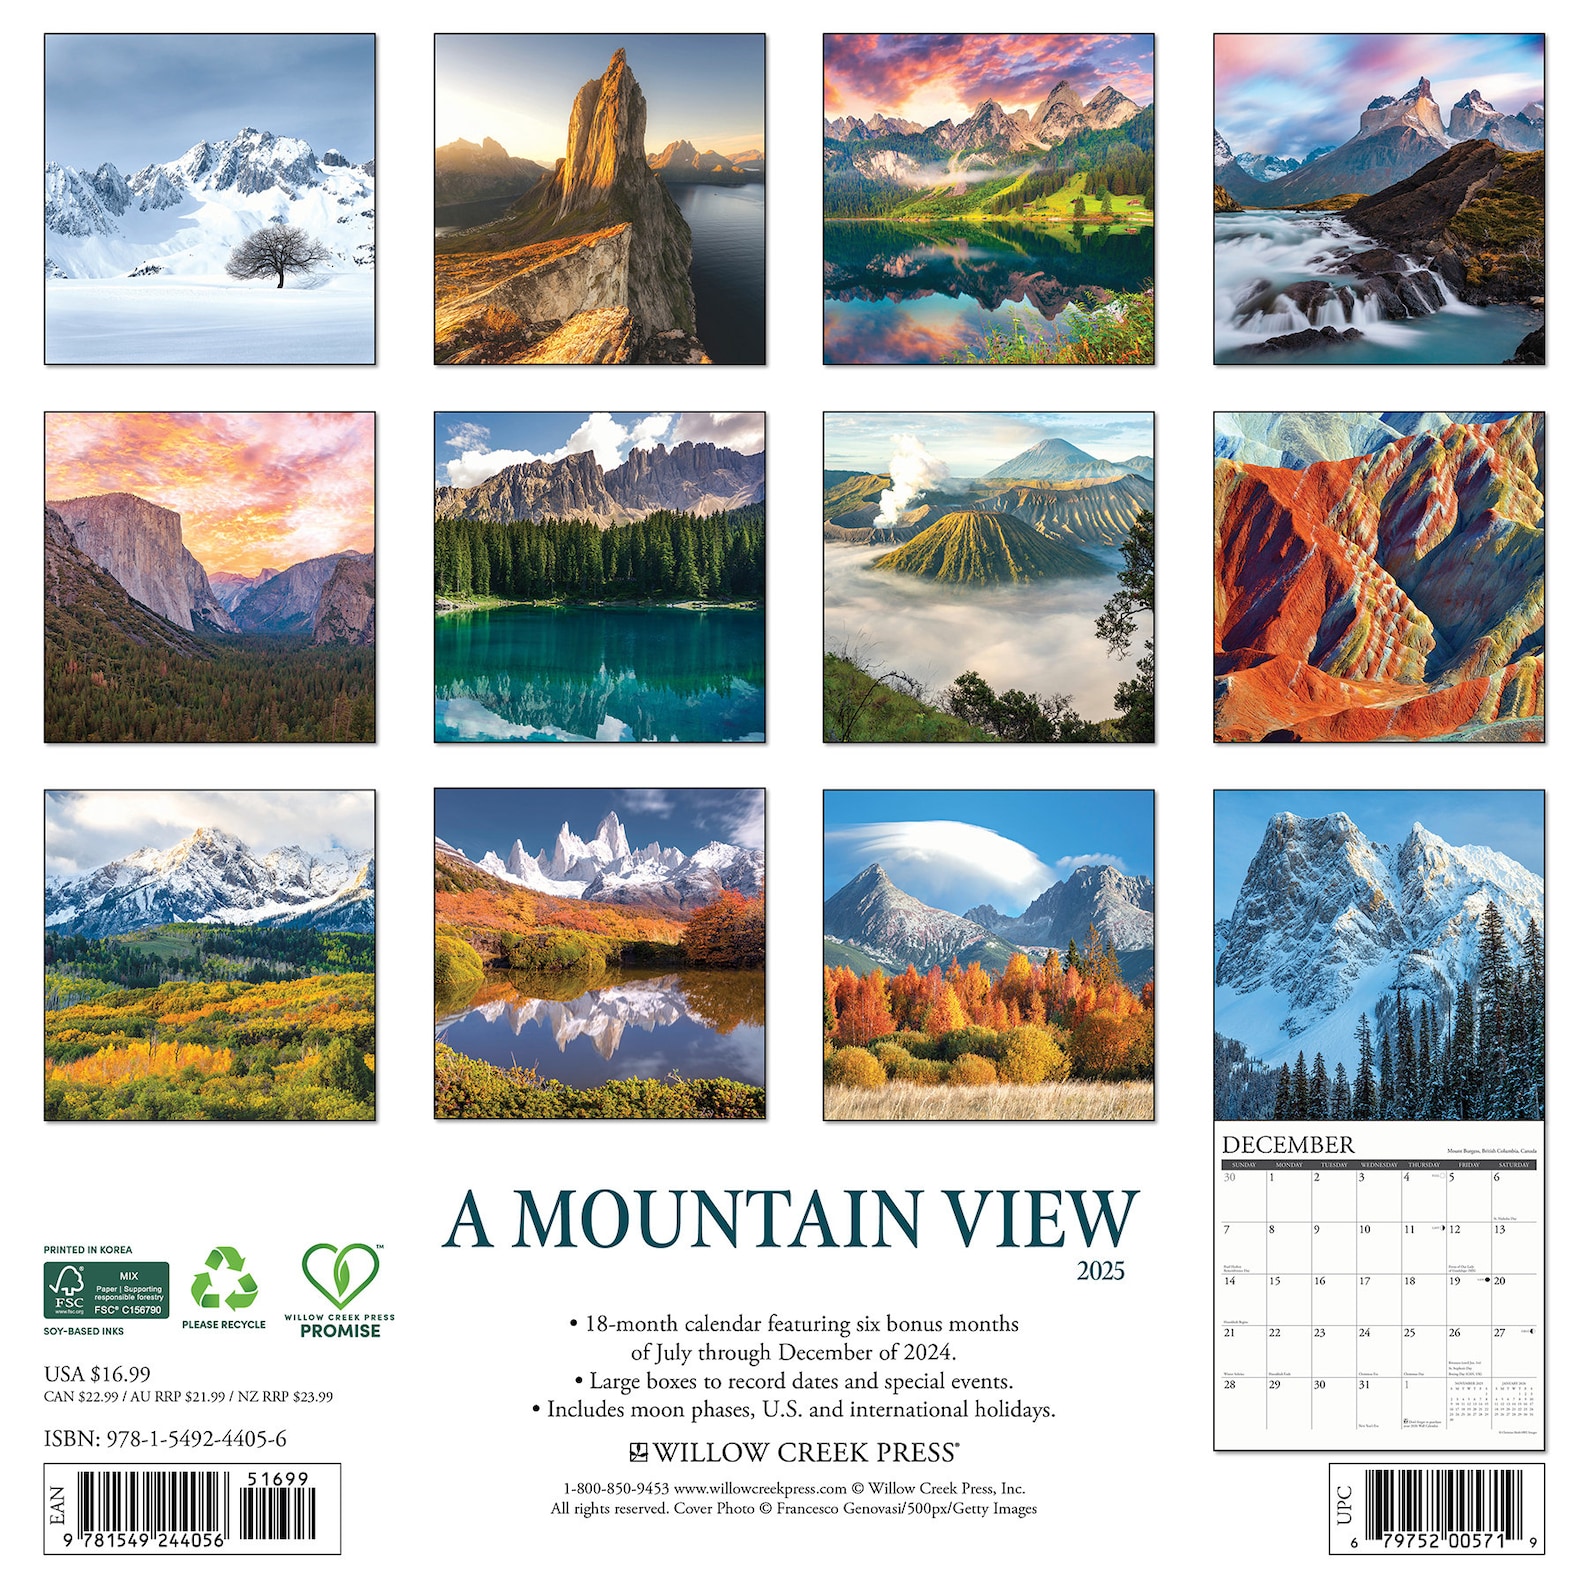 DECEMBER
Mount Burgess, British Columbia, Canada
SUNDAY MONDAY TUESDAY WEDNESDAY THURSDAY FRIDAY SATURDAY
30 1 2 3 4 5 6
7 8 9 10 11 12 13
14 15 16 17 18 19 20
21 22 23 24 25 26 27
28 29 30 31 1
NOVEMBER 2025 JANUARY 2026
A MOUNTAIN VIEW
2025
• 18-month calendar featuring six bonus months
of July through December of 2024.
• Large boxes to record dates and special events.
• Includes moon phases, U.S. and international holidays.
WILLOW CREEK PRESS®
1-800-850-9453 www.willowcreekpress.com © Willow Creek Press, Inc.
All rights reserved. Cover Photo © Francesco Genovasi/500px/Getty Images
PRINTED IN KOREA
FSC
www.fsc.org
MIX
Paper | Supporting
responsible forestry
FSC® C156790
SOY-BASED INKS
PLEASE RECYCLE
™
WILLOW CREEK PRESS
PROMISE
USA $16.99
CAN $22.99 / AU RRP $21.99 / NZ RRP $23.99
ISBN: 978-1-5492-4405-6
EAN
51699
9 781549 244056
UPC
6 79752 00571 9